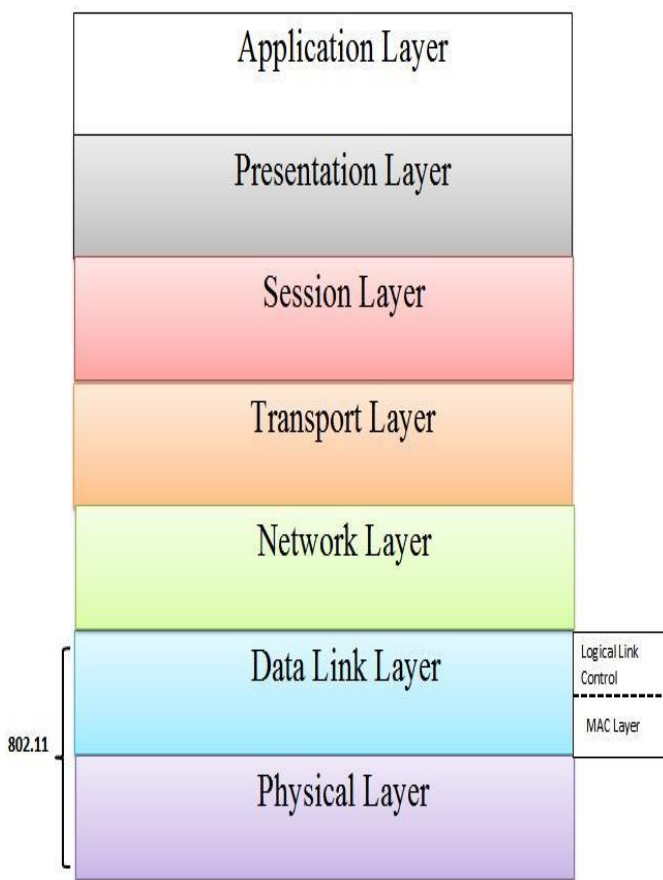 Application Layer
Presentation Layer
Session Layer
Transport Layer
Network Layer
Data Link Layer
Logical Link
Control
MAC Layer
802.11
Physical Layer